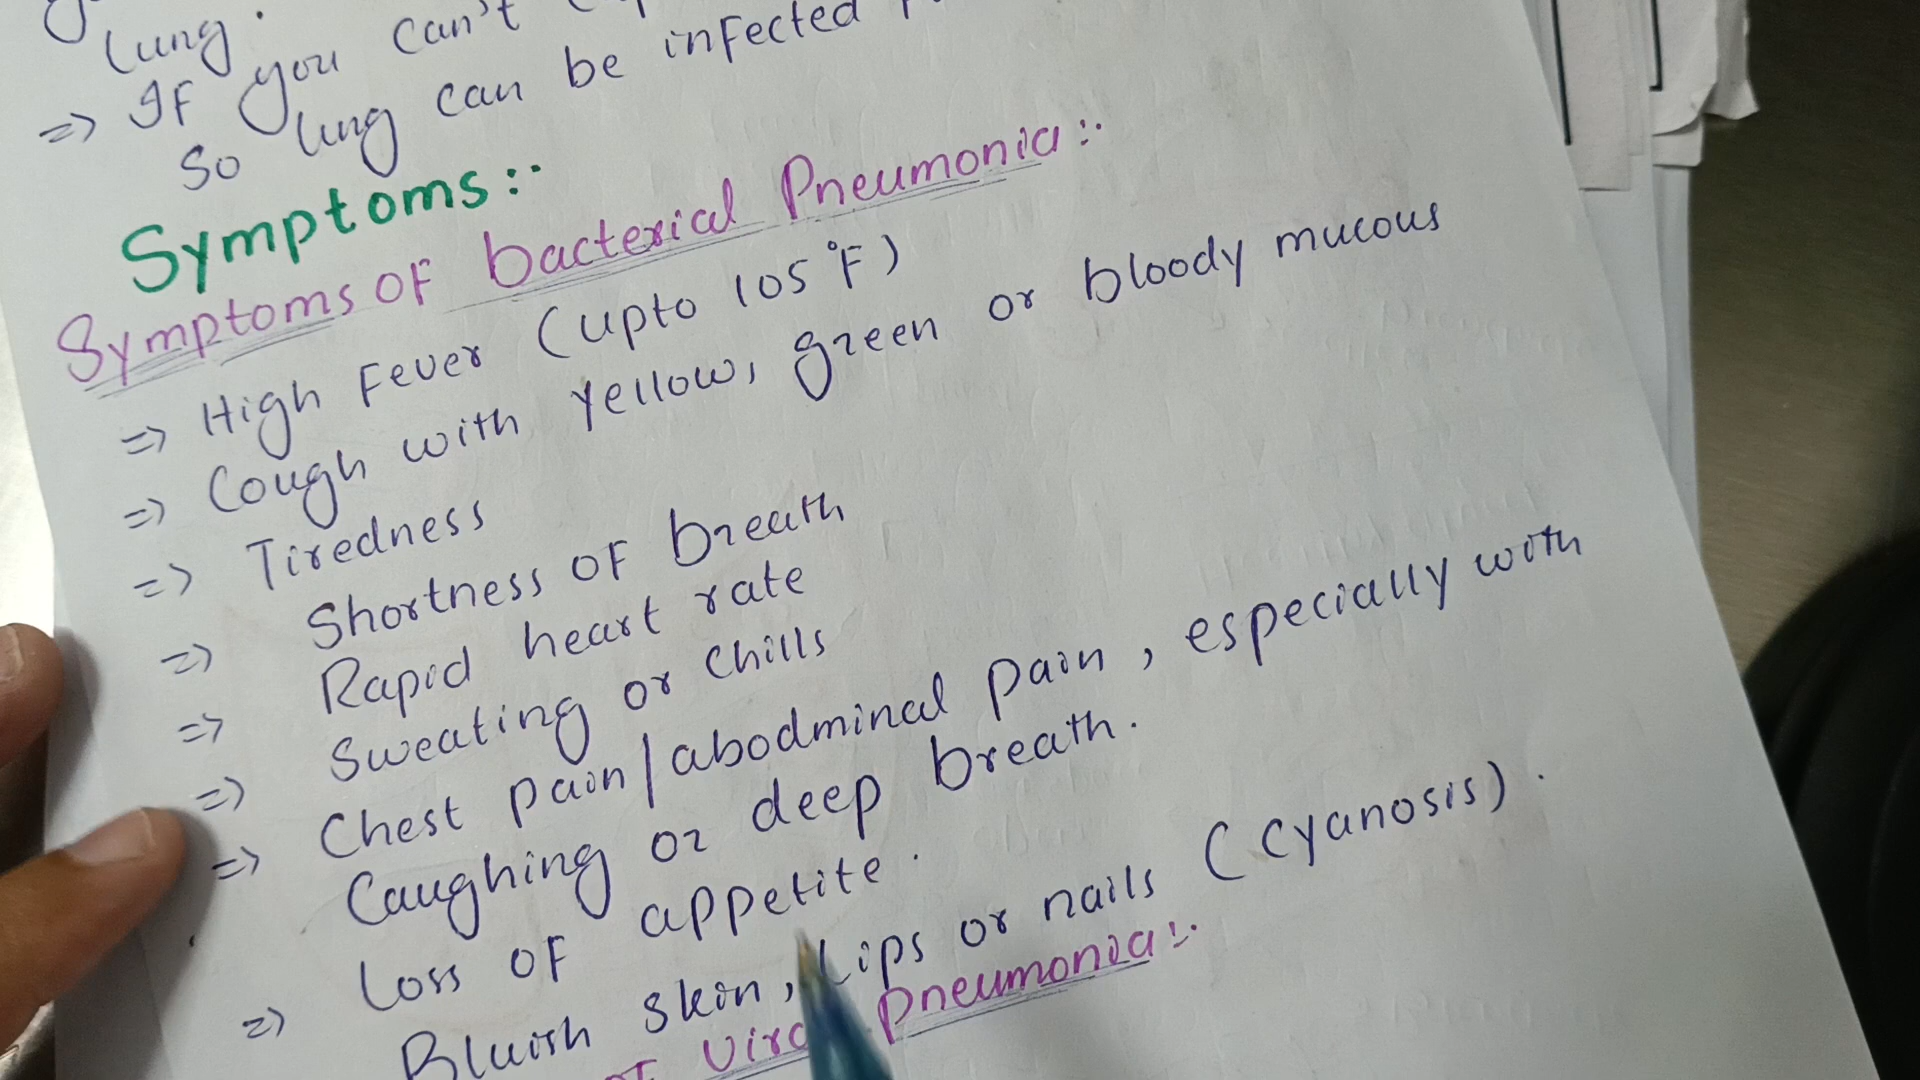 lung.
=> If you can't
So lung can be infected
Symptoms:-
Symptoms of bacterial Pneumonia:-
=> High Fever (upto 105°F)
=> Cough with yellow, green or bloody mucous
=> Tiredness
=> Shortness of breath
=> Rapid heart rate
=> Sweating or chills
=> Chest pain/abodminal pain, especially with
Caughing or deep breath.
=> Loss of appetite.
Bluish skin, Lips or nails (cyanosis).
Pneumonia:-